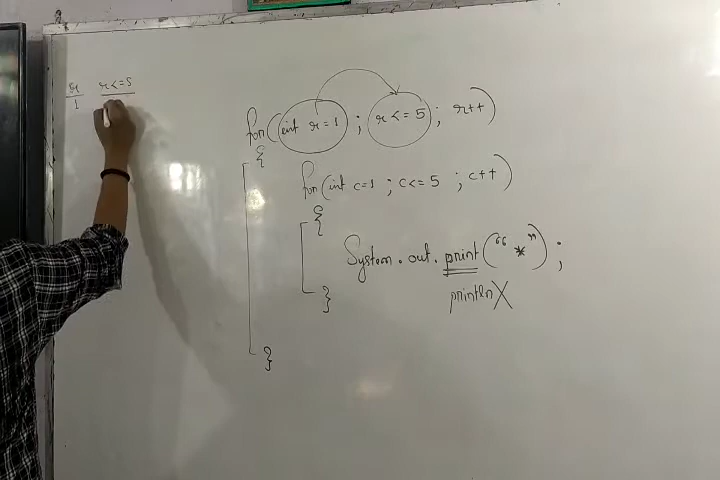 r r<=5
1
for(int r=1 ; r<=5 ; r++)
{
for(int c=1 ; c<=5 ; c++)
{
System.out.print("*");
println X
}
}